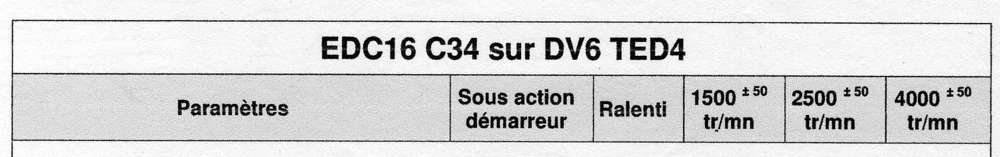 EDC16 C34 sur DV6 TED4
Paramètres
Sous action
démarreur
Ralenti
1500 ± 50
tr/mn
2500 ± 50
tr/mn
4000 ± 50
tr/mn